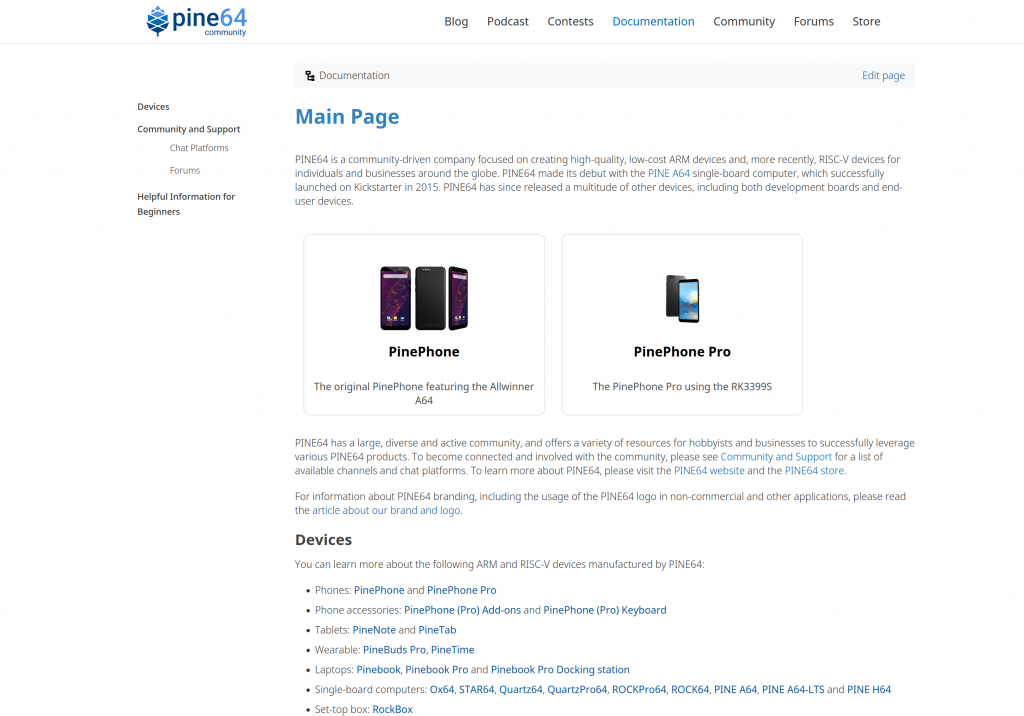 pine64
community
Blog Podcast Contests Documentation Community Forums Store
Documentation Edit page
Devices
Community and Support
Chat Platforms
Forums
Helpful Information for
Beginners
Main Page
PINE64 is a community-driven company focused on creating high-quality, low-cost ARM devices and, more recently, RISC-V devices for
individuals and businesses around the globe. PINE64 made its debut with the PINE A64 single-board computer, which successfully
launched on Kickstarter in 2015. PINE64 has since released a multitude of other devices, including both development boards and end-
user devices.
PinePhone
The original PinePhone featuring the Allwinner
A64
PinePhone Pro
The PinePhone Pro using the RK3399S
PINE64 has a large, diverse and active community, and offers a variety of resources for hobbyists and businesses to successfully leverage
various PINE64 products. To become connected and involved with the community, please see Community and Support for a list of
available channels and chat platforms. To learn more about PINE64, please visit the PINE64 website and the PINE64 store.
For information about PINE64 branding, including the usage of the PINE64 logo in non-commercial and other applications, please read
the article about our brand and logo.
Devices
You can learn more about the following ARM and RISC-V devices manufactured by PINE64:
• Phones: PinePhone and PinePhone Pro
• Phone accessories: PinePhone (Pro) Add-ons and PinePhone (Pro) Keyboard
• Tablets: PineNote and PineTab
• Wearable: PineBuds Pro, PineTime
• Laptops: Pinebook, Pinebook Pro and Pinebook Pro Docking station
• Single-board computers: Ox64, STAR64, Quartz64, QuartzPro64, ROCKPro64, ROCK64, PINE A64, PINE A64-LTS and PINE H64
• Set-top box: RockBox